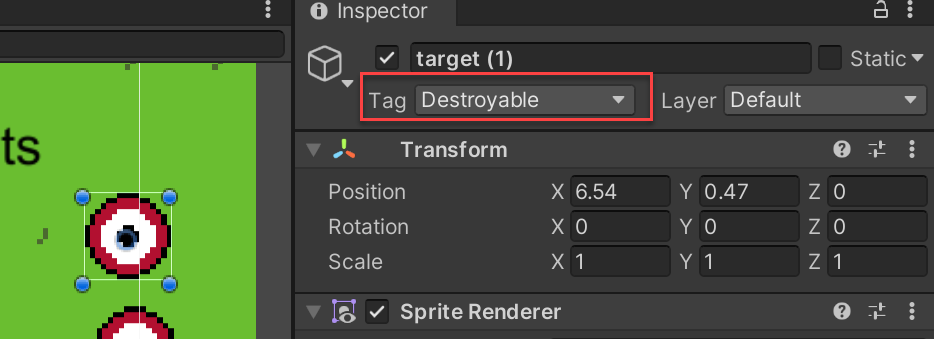 Inspector
target (1)
Static
Tag Destroyable Layer Default
ts
Transform
Position X 6.54 Y 0.47 Z 0
Rotation X 0 Y 0 Z 0
Scale X 1 Y 1 Z 1
Sprite Renderer